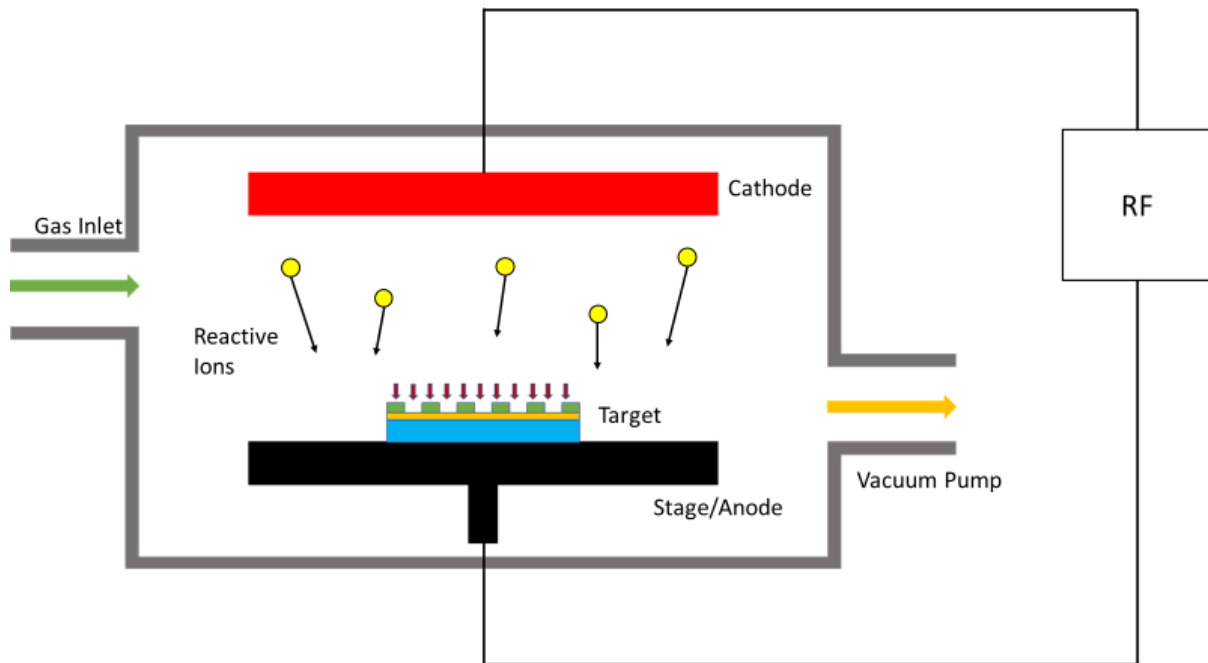 Cathode
RF
Gas Inlet
Reactive
Ions
Target
Vacuum Pump
Stage/Anode